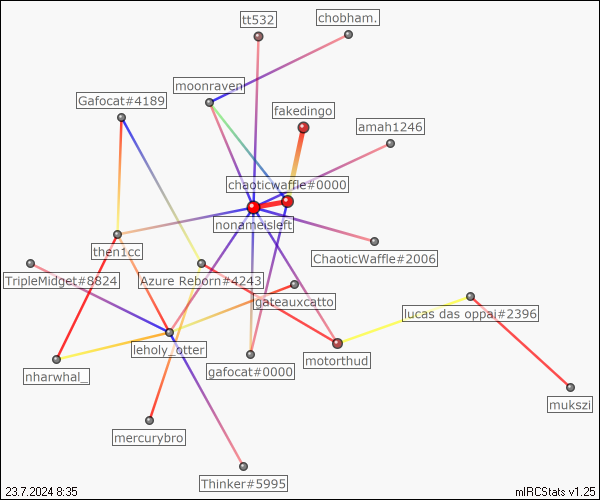 tt532
chobham.
moonraven
Gafocat#4189
fakedingo
amah1246
chaoticwaffle#0000
nonameisleft
then1cc
ChaoticWaffle#2006
TripleMidget#8824
Azure Reborn#4243
gateauxcatto
lucas das oppai#2396
leholy_otter
motorthud
nharwhal_
gafocat#0000
mukszi
mercurybro
Thinker#5995
23.7.2024 8:35
mIRCStats v1.25